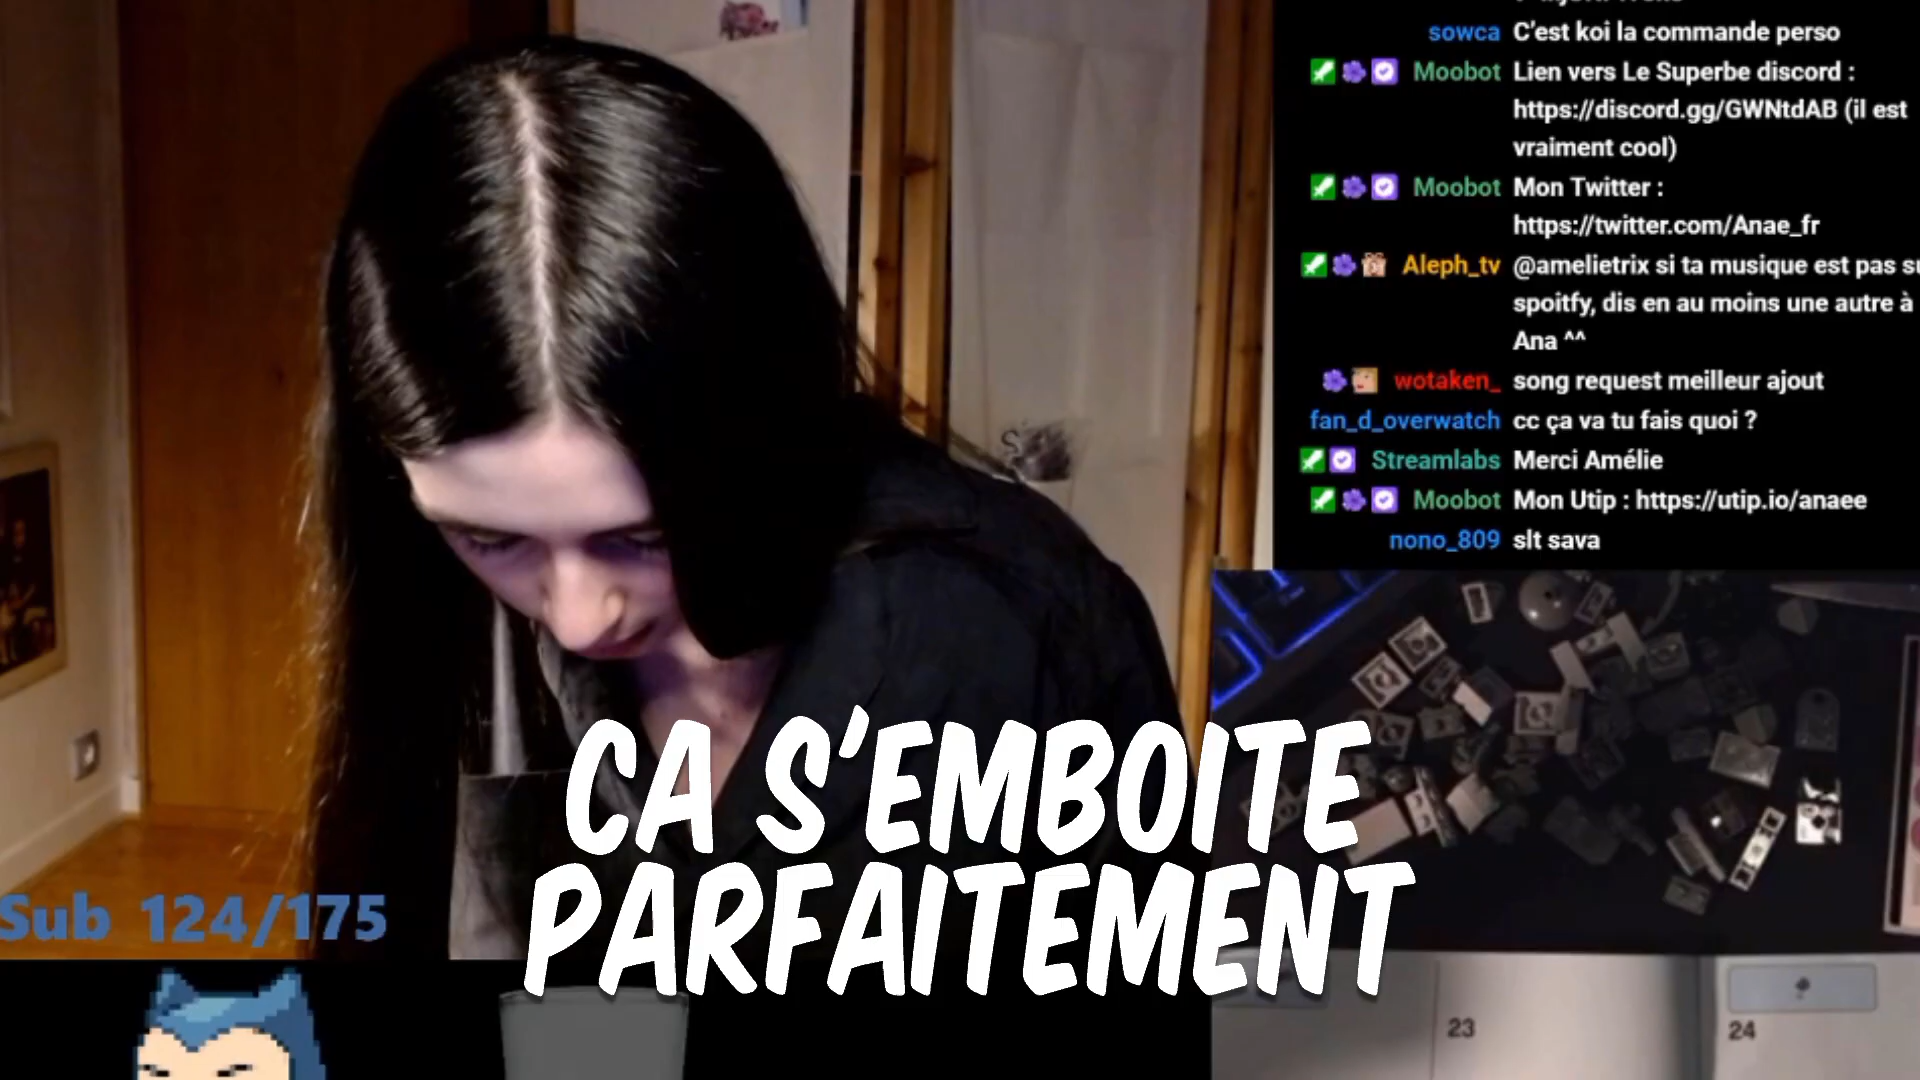 sowca C'est koi la commande perso
Moobot Lien vers Le Superbe discord :
https://discord.gg/GWNtdAB (il est
vraiment cool)
Moobot Mon Twitter :
https://twitter.com/Anae_fr
Aleph_tv @amelietrix si ta musique est pas
spoitfy, dis en au moins une autre à
Ana ^^
wotaken_ song request meilleur ajout
fan_d_overwatch cc ça va tu fais quoi ?
Streamlabs Merci Amélie
Moobot Mon Utip : https://utip.io/anaee
nono_809 slt sava
CA S'EMBOITE
PARFAITEMENT
Sub 124/175
23
24